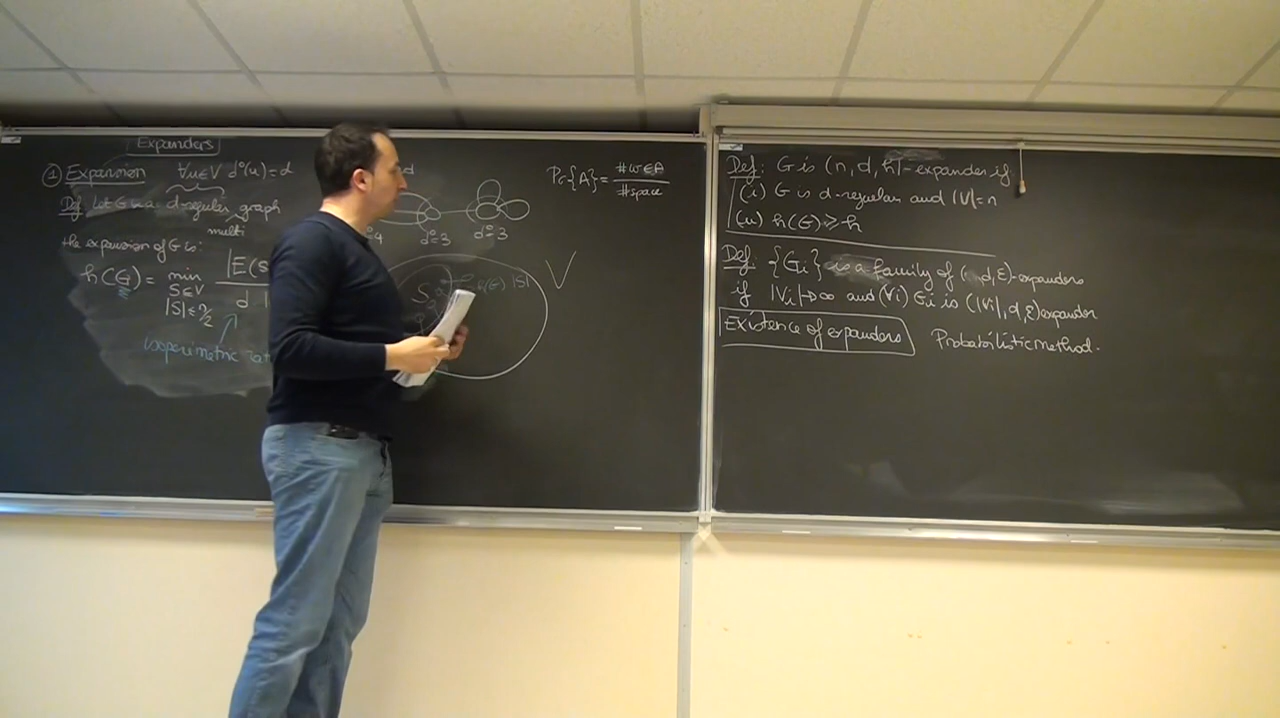 Expanders
① Expansion ∀u∈V d°(u)=d
Def: Let G be a d-regular graph
multi
the expansion of G is:
h(G) = min |E(S
S⊆V d |
|S|≤n/2
isoperimetric
d
4 d°=3 d°=3
S h(G) |S|
V
Pr{A} = #w∈A
#space
Def: G is (n, d, h)-expander if
(i) G is d-regular and |V|=n
(ii) h(G) ≥ h
Def: {Gi} is a family of ( , d, ε)-expanders
if |Vi|→∞ and (∀i) Gi is (|Vi|, d, ε) expander
Existence of expanders Probabilistic method.